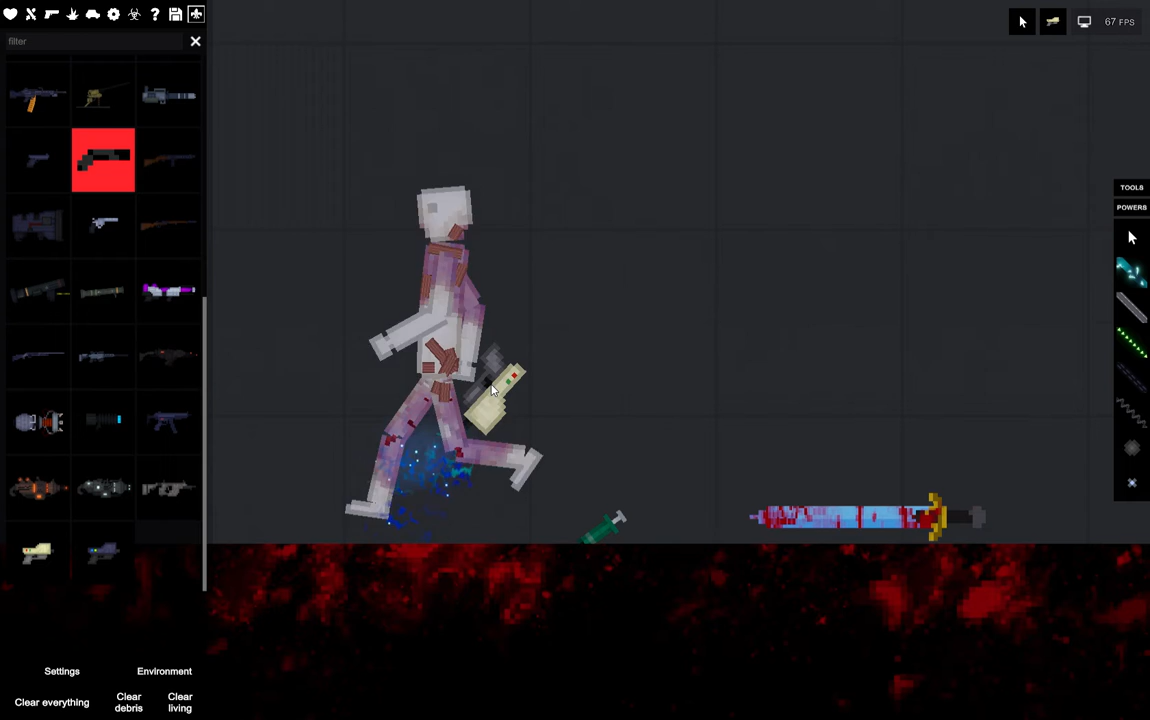 ?
67 FPS
filter
TOOLS
POWERS
Settings
Environment
Clear everything
Clear
debris
Clear
living